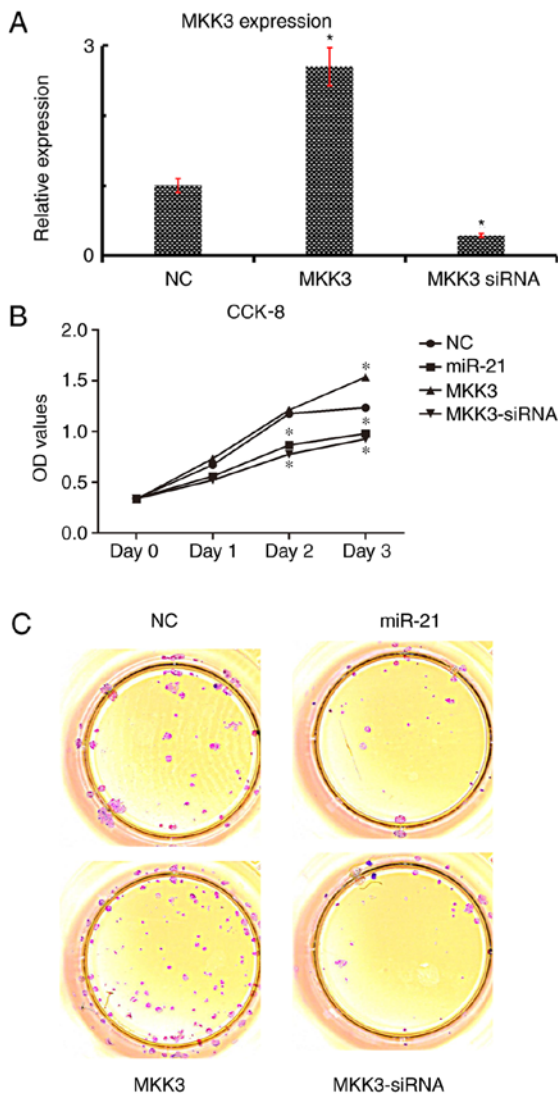 A
MKK3 expression
Relative expression
3
0
*
*
NC
MKK3
MKK3 siRNA
B
CCK-8
OD values
2.0
1.5
1.0
0.5
0.0
*
*
*
*
*
Day 0
Day 1
Day 2
Day 3
NC
miR-21
MKK3
MKK3-siRNA
C
NC
miR-21
MKK3
MKK3-siRNA